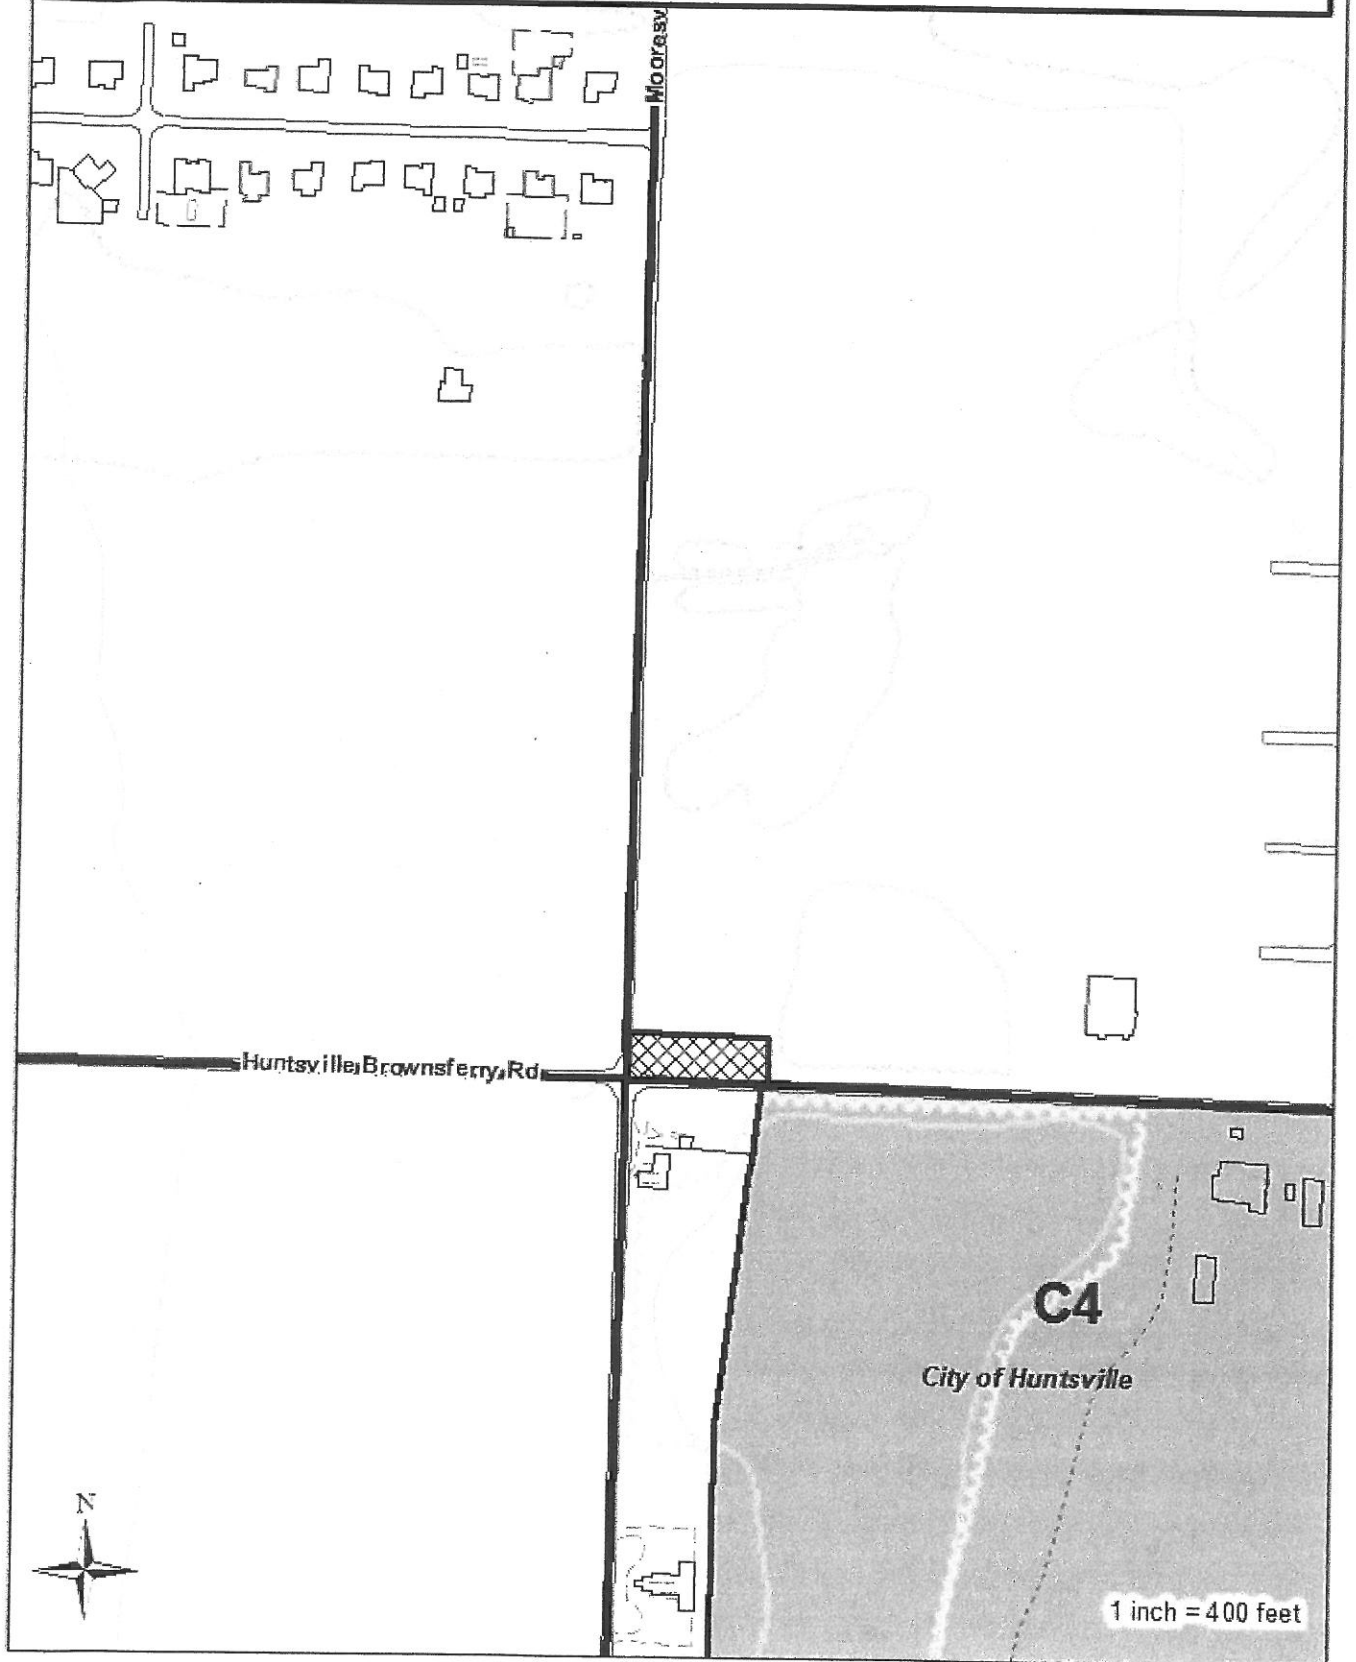 Mooresv
Huntsville Brownsferry Rd
C4
City of Huntsville
N
1 inch = 400 feet